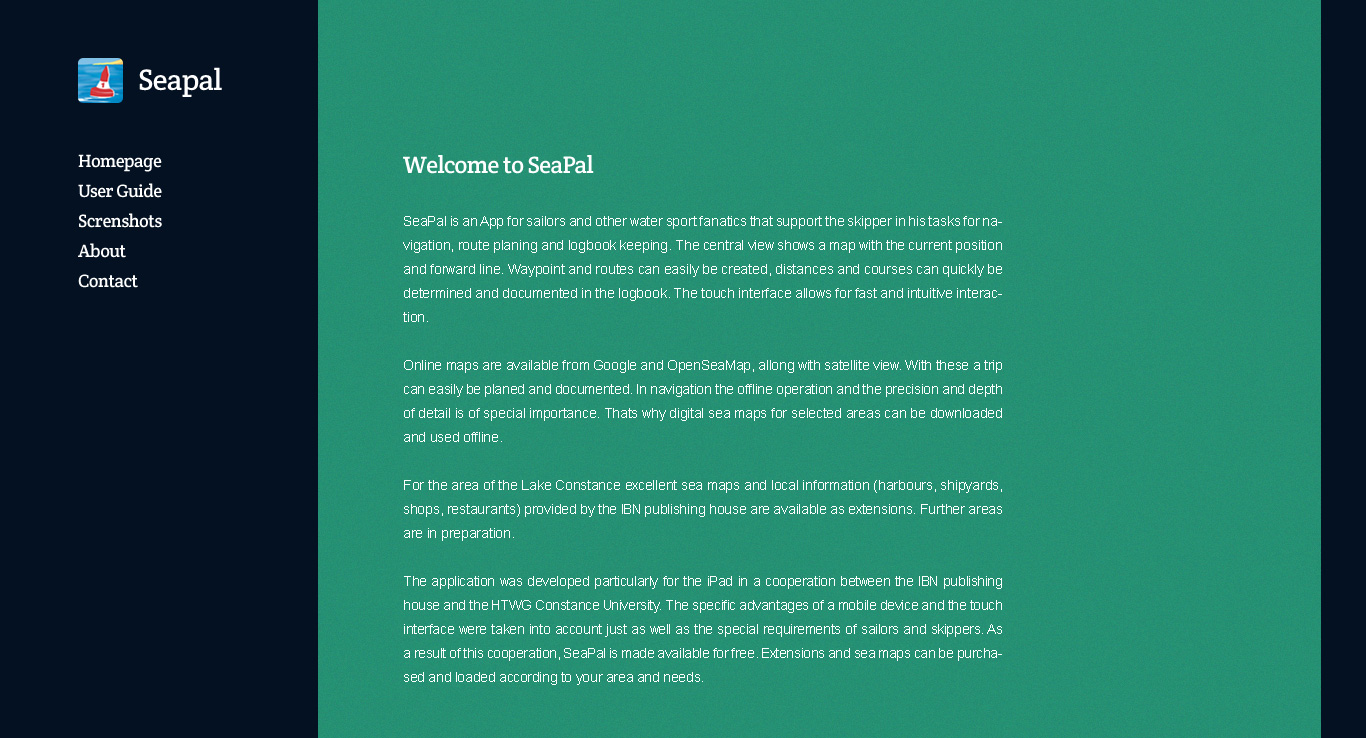 Seapal
Homepage
User Guide
Screnshots
About
Contact
Welcome to SeaPal
SeaPal is an App for sailors and other water sport fanatics that support the skipper in his tasks for na-
vigation, route planing and logbook keeping. The central view shows a map with the current position
and forward line. Waypoint and routes can easily be created, distances and courses can quickly be
determined and documented in the logbook. The touch interface allows for fast and intuitive interac-
tion.
Online maps are available from Google and OpenSeaMap, allong with satellite view. With these a trip
can easily be planed and documented. In navigation the offline operation and the precision and depth
of detail is of special importance. Thats why digital sea maps for selected areas can be downloaded
and used offline.
For the area of the Lake Constance excellent sea maps and local information (harbours, shipyards,
shops, restaurants) provided by the IBN publishing house are available as extensions. Further areas
are in preparation.
The application was developed particularly for the iPad in a cooperation between the IBN publishing
house and the HTWG Constance University. The specific advantages of a mobile device and the touch
interface were taken into account just as well as the special requirements of sailors and skippers. As
a result of this cooperation, SeaPal is made available for free. Extensions and sea maps can be purcha-
sed and loaded according to your area and needs.